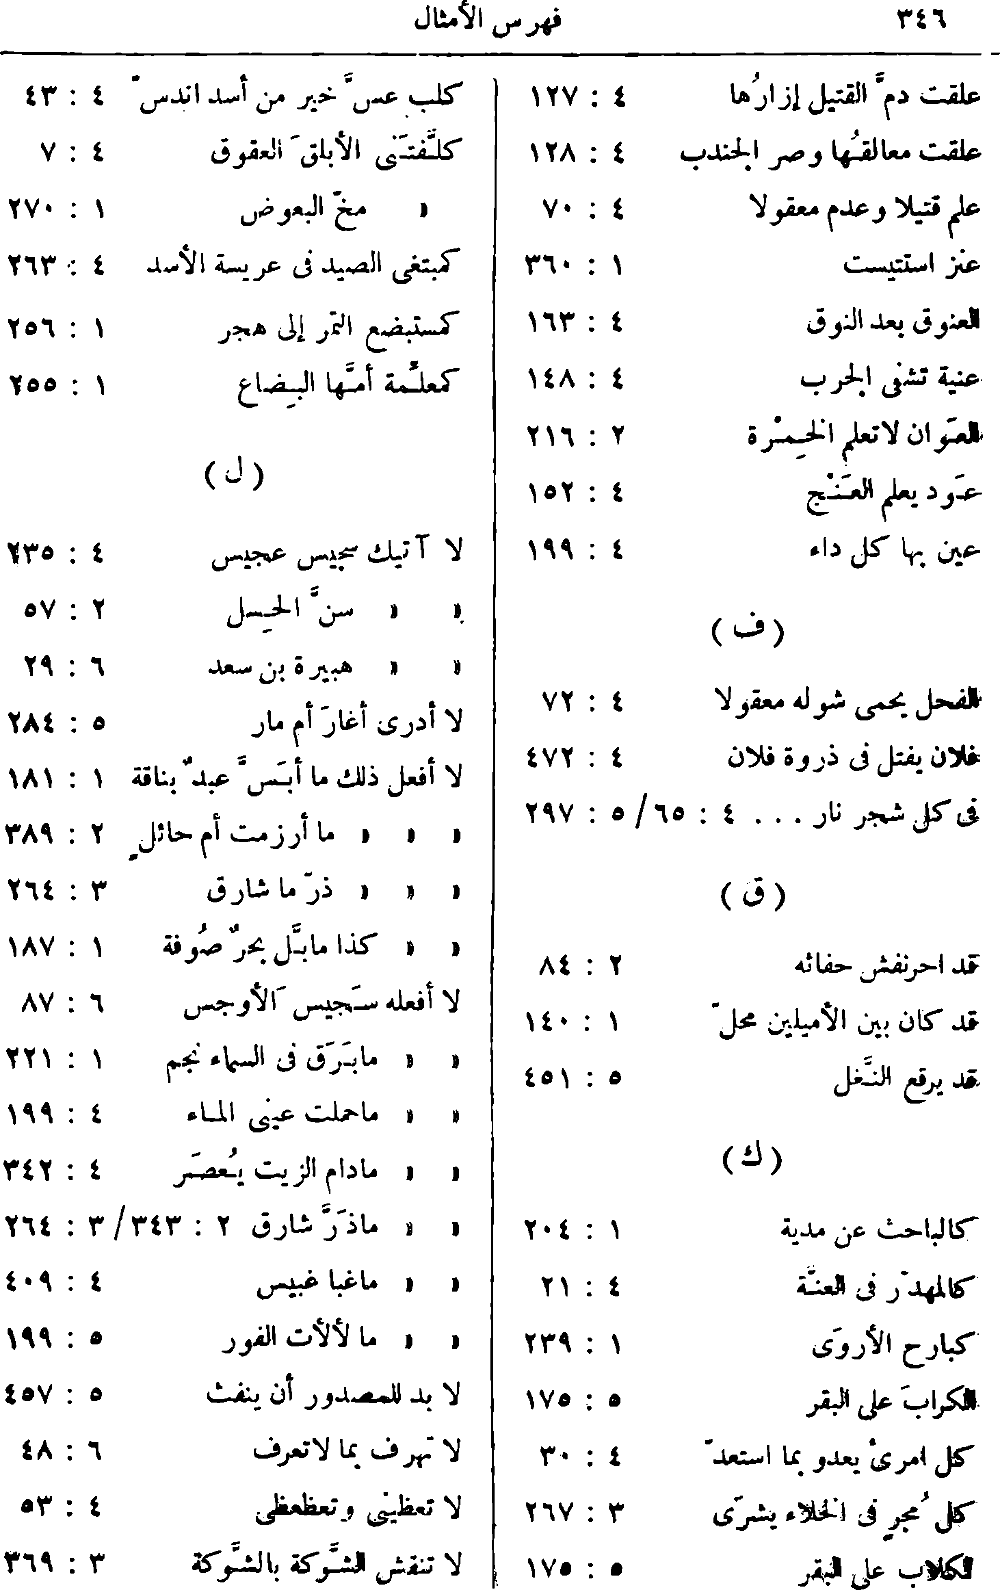 ٣٤٦ فهرس الأمثال
علقت دمَّ القتيل إزارُها ٤ : ١٢٧
علقت معالقُها وصر الجندب ٤ : ١٢٨
علم قتيلا وعدم معقولا ٤ : ٧٠
عنز استتيست ١ : ٣٦٠
العنوق بعد النوق ٤ : ١٦٣
عنية تشفى الجرب ٤ : ١٤٨
العَوان لا تعلم الخِمْرة ٢ : ٢١٦
عَود يعلم العَنْج ٤ : ١٥٢
عين بها كل داء ٤ : ١٩٩
( ف )
الفحل يحمى شوله معقولا ٤ : ٧٢
فلان يفتل فى ذروة فلان ٤ : ٤٧٢
فى كل شجر نار . . . ٤ : ٦٥ / ٥ : ٢٩٧
( ق )
قد احرنفش حفاثه ٢ : ٨٤
قد كان بين الأميلين محلّ ١ : ١٤٠
قد يرقع النَّغل ٥ : ٤٥١
( ك )
كالباحث عن مدية ١ : ٢٠٤
كالمهدّر فى العنَّة ٤ : ٢١
كبارح الأروَى ١ : ٢٣٩
الكرابَ على البقر ٥ : ١٧٥
كل امرئ يعدو بما استعدّ ٤ : ٣٠
كل مُجرٍ فى الخلاء يشرّى ٣ : ٢٦٧
الكلاب على البقر ٥ : ١٧٥
كلب عسَّ خير من أسد اندسّ ٤ : ٤٣
كلَّفتَنى الأبلقَ العقوق ٤ : ٧
» مخّ البعوض ١ : ٢٧٠
كمبتغى الصيد فى عريسة الأسد ٤ : ٢٦٣
كمستبضع التمر إلى هجر ١ : ٢٥٦
كمعلِّمة أمَّها البِضاع ١ : ٢٥٥
( ل )
لا آتيك سجيس عجيس ٤ : ٢٣٥
» » سنَّ الحِسل ٢ : ٥٧
» » هبيرة بن سعد ٦ : ٢٩
لا أدرى أغارَ أم مار ٥ : ٢٨٤
لا أفعل ذلك ما أبَسَّ عبدٌ بناقة ١ : ١٨١
» » » ما أرزمت أم حائلٍ ٢ : ٣٨٩
» » » ذرّ ما شارق ٣ : ٢٦٤
» » كذا مابلَّ بحرٌ صُوفة ١ : ١٨٧
لا أفعله سَجيس الأوجس ٦ : ٨٧
» » مابَرَق فى السماء نجم ١ : ٢٢١
» » ماحملت عينى الماء ٤ : ١٩٩
» » مادام الزيت يُعصَر ٤ : ٣٤٢
» » ماذَرَّ شارق ٢ : ٣٤٣ / ٣ : ٢٦٤
» » ماغبا غبيس ٤ : ٤٠٩
» » ما لألأت الفور ٥ : ١٩٩
لا بد للمصدور أن ينفث ٥ : ٤٥٧
لا تهرف بما لا تعرف ٦ : ٤٨
لا تعظينى وتعظعظى ٤ : ٥٣
لا تنقش الشَّوكة بالشَّوكة ٣ : ٣٦٩